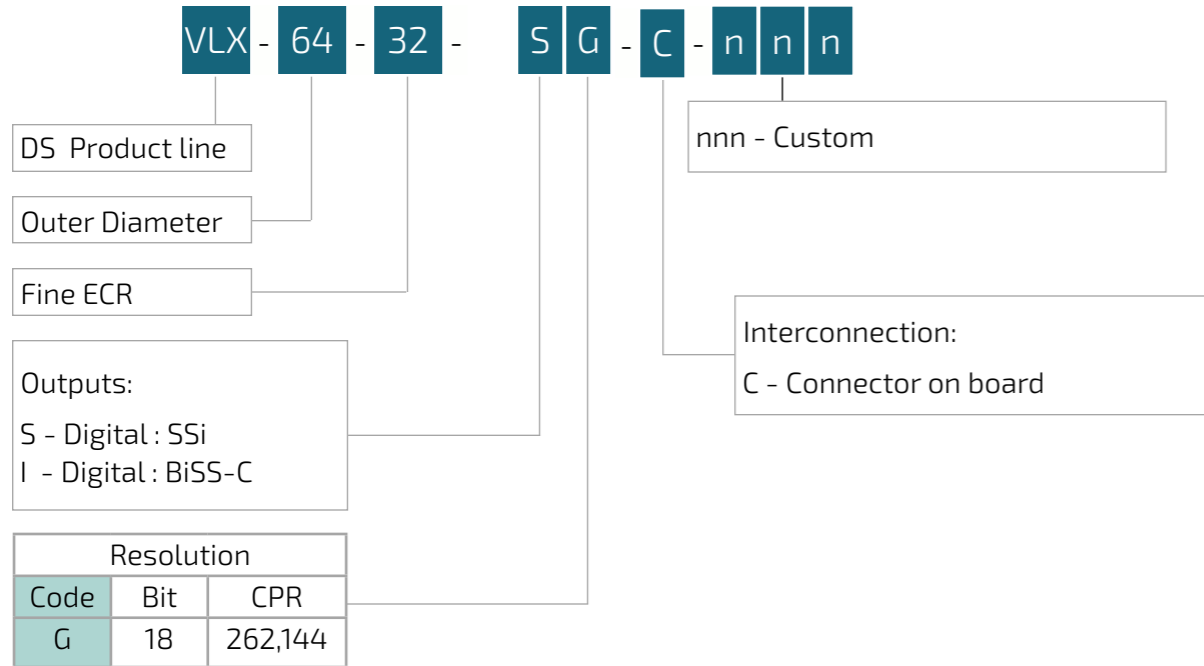 VLX - 64 - 32 - S G - C - n n n
DS Product line
nnn - Custom
Outer Diameter
Fine ECR
Interconnection:
C - Connector on board
Outputs:
S - Digital : SSi
I - Digital : BiSS-C
Resolution
Code Bit CPR
G 18 262,144